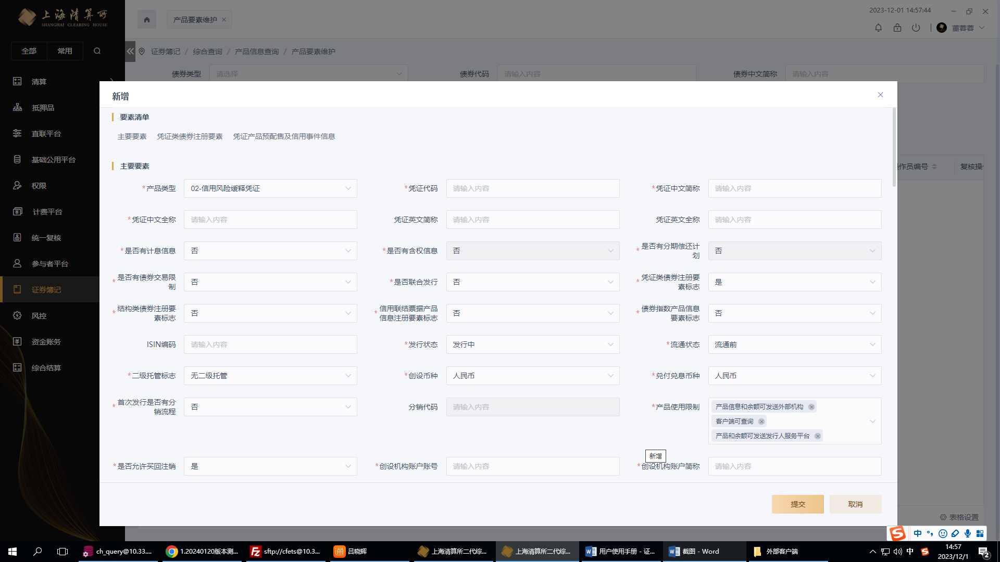 上海清算所
SHANGHAI CLEARING HOUSE
产品要素维护
2023-12-01 14:57:44
董蓉蓉
全部
常用
证券簿记 / 综合查询 / 产品信息查询 / 产品要素维护
债券类型 请选择
债券代码 请输入内容
债券中文简称 请输入内容
清算
抵押品
直联平台
基础公用平台
权限
计费平台
统一复核
参与者平台
证券簿记
风控
资金账务
综合结算
作员编号
复核操
新增
要素清单
主要要素 凭证类债券注册要素 凭证产品预配售及信用事件信息
主要要素
*产品类型 02-信用风险缓释凭证
*凭证代码 请输入内容
*凭证中文简称 请输入内容
*凭证中文全称 请输入内容
凭证英文简称 请输入内容
凭证英文全称 请输入内容
*是否有计息信息 否
*是否有含权信息 否
*是否有分期偿还计
划
否
*是否有债券交易限
制
否
*是否联合发行 否
*凭证类债券注册要
素标志
是
*结构类债券注册要
素标志
否
*信用联结票据产品
信息注册要素标志
否
*债券指数产品信息
要素标志
否
ISIN编码 请输入内容
*发行状态 发行中
*流通状态 流通前
*二级托管标志 无二级托管
*创设币种 人民币
*兑付兑息币种 人民币
*首次发行是否有分
销流程
否
分销代码 请输入内容
*产品使用限制
产品信息和余额可发送外部机构
客户端可查询
产品和余额可发送发行人服务平台
新增
*是否允许买回注销 是
*创设机构账户账号 请输入内容
*创设机构账户简称 请输入内容
提交
取消
表格设置
中
ch_query@10.33....
1.20240120版本测...
sftp://cfets@10.3...
吕晓辉
上海清算所二代综...
上海清算所二代综...
用户使用手册 - 证...
截图 - Word
外部客户端
中
14:57
2023/12/1
2